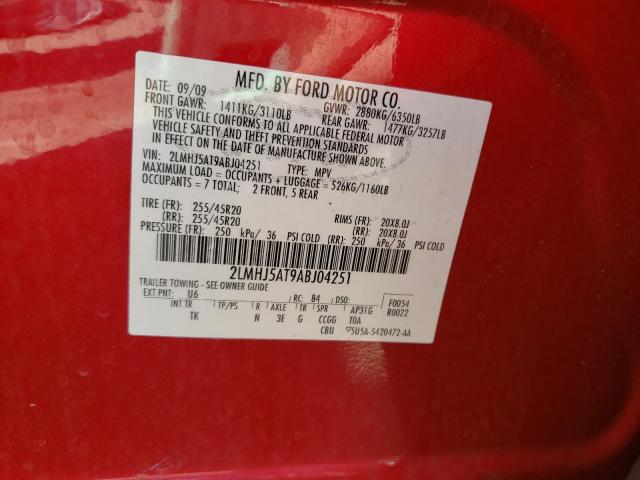 MFD. BY FORD MOTOR CO.
DATE: 09/09 GVWR: 2880KG/6350LB
FRONT GAWR: 1411KG/3110LB REAR GAWR: 1477KG/3257LB
THIS VEHICLE CONFORMS TO ALL APPLICABLE FEDERAL MOTOR
VEHICLE SAFETY AND THEFT PREVENTION STANDARDS
IN EFFECT ON THE DATE OF MANUFACTURE SHOWN ABOVE.
VIN: 2LMHJ5AT9ABJ04251 TYPE: MPV
MAXIMUM LOAD = OCCUPANTS + LUGGAGE = 526KG/1160LB
OCCUPANTS = 7 TOTAL; 2 FRONT, 5 REAR
TIRE (FR): 255/45R20 RIMS (FR): 20X8.0J
(RR): 255/45R20 (RR): 20X8.0J
PRESSURE (FR): 250 kPa/ 36 PSI COLD (RR): 250 kPa/ 36 PSI COLD
2LMHJ5AT9ABJ04251
TRAILER TOWING - SEE OWNER GUIDE
EXT PNT: U6 RC: B4 DSO: F0054
INT TR TP/PS R AXLE TR SPR AP31G R0022
TK N 3E G CCGG T0A
CBU 5U5A-5420472-AA